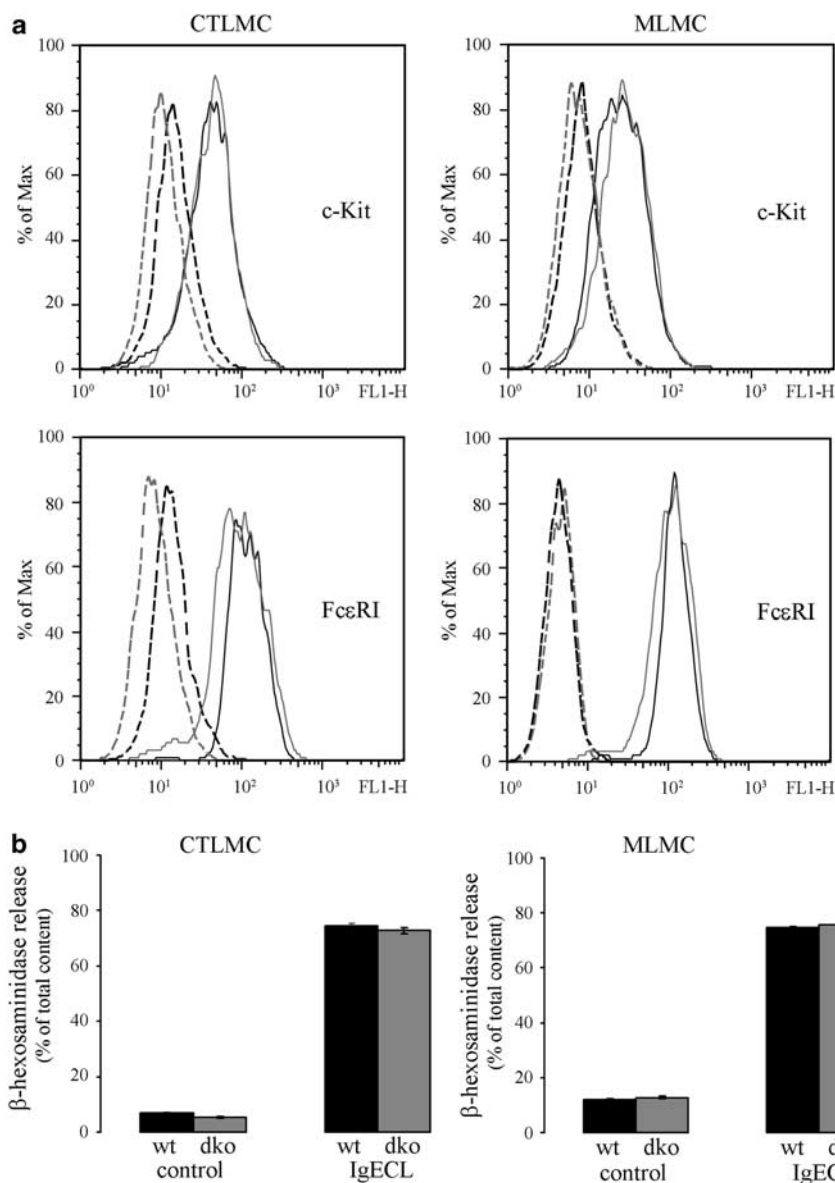 a
CTLMC
MLMC
100
80
60
40
20
0
% of Max
c-Kit
10⁰ 10¹ 10² 10³ FL1-H
100
80
60
40
20
0
% of Max
c-Kit
10⁰ 10¹ 10² 10³ FL1-H
100
80
60
40
20
0
% of Max
FcεRI
10⁰ 10¹ 10² 10³ FL1-H
100
80
60
40
20
0
% of Max
FcεRI
10⁰ 10¹ 10² 10³ FL1-H
b
CTLMC
β-hexosaminidase release
(% of total content)
100
80
60
40
20
0
wt dko wt dko
control IgECL
MLMC
β-hexosaminidase release
(% of total content)
100
80
60
40
20
0
wt dko wt
control